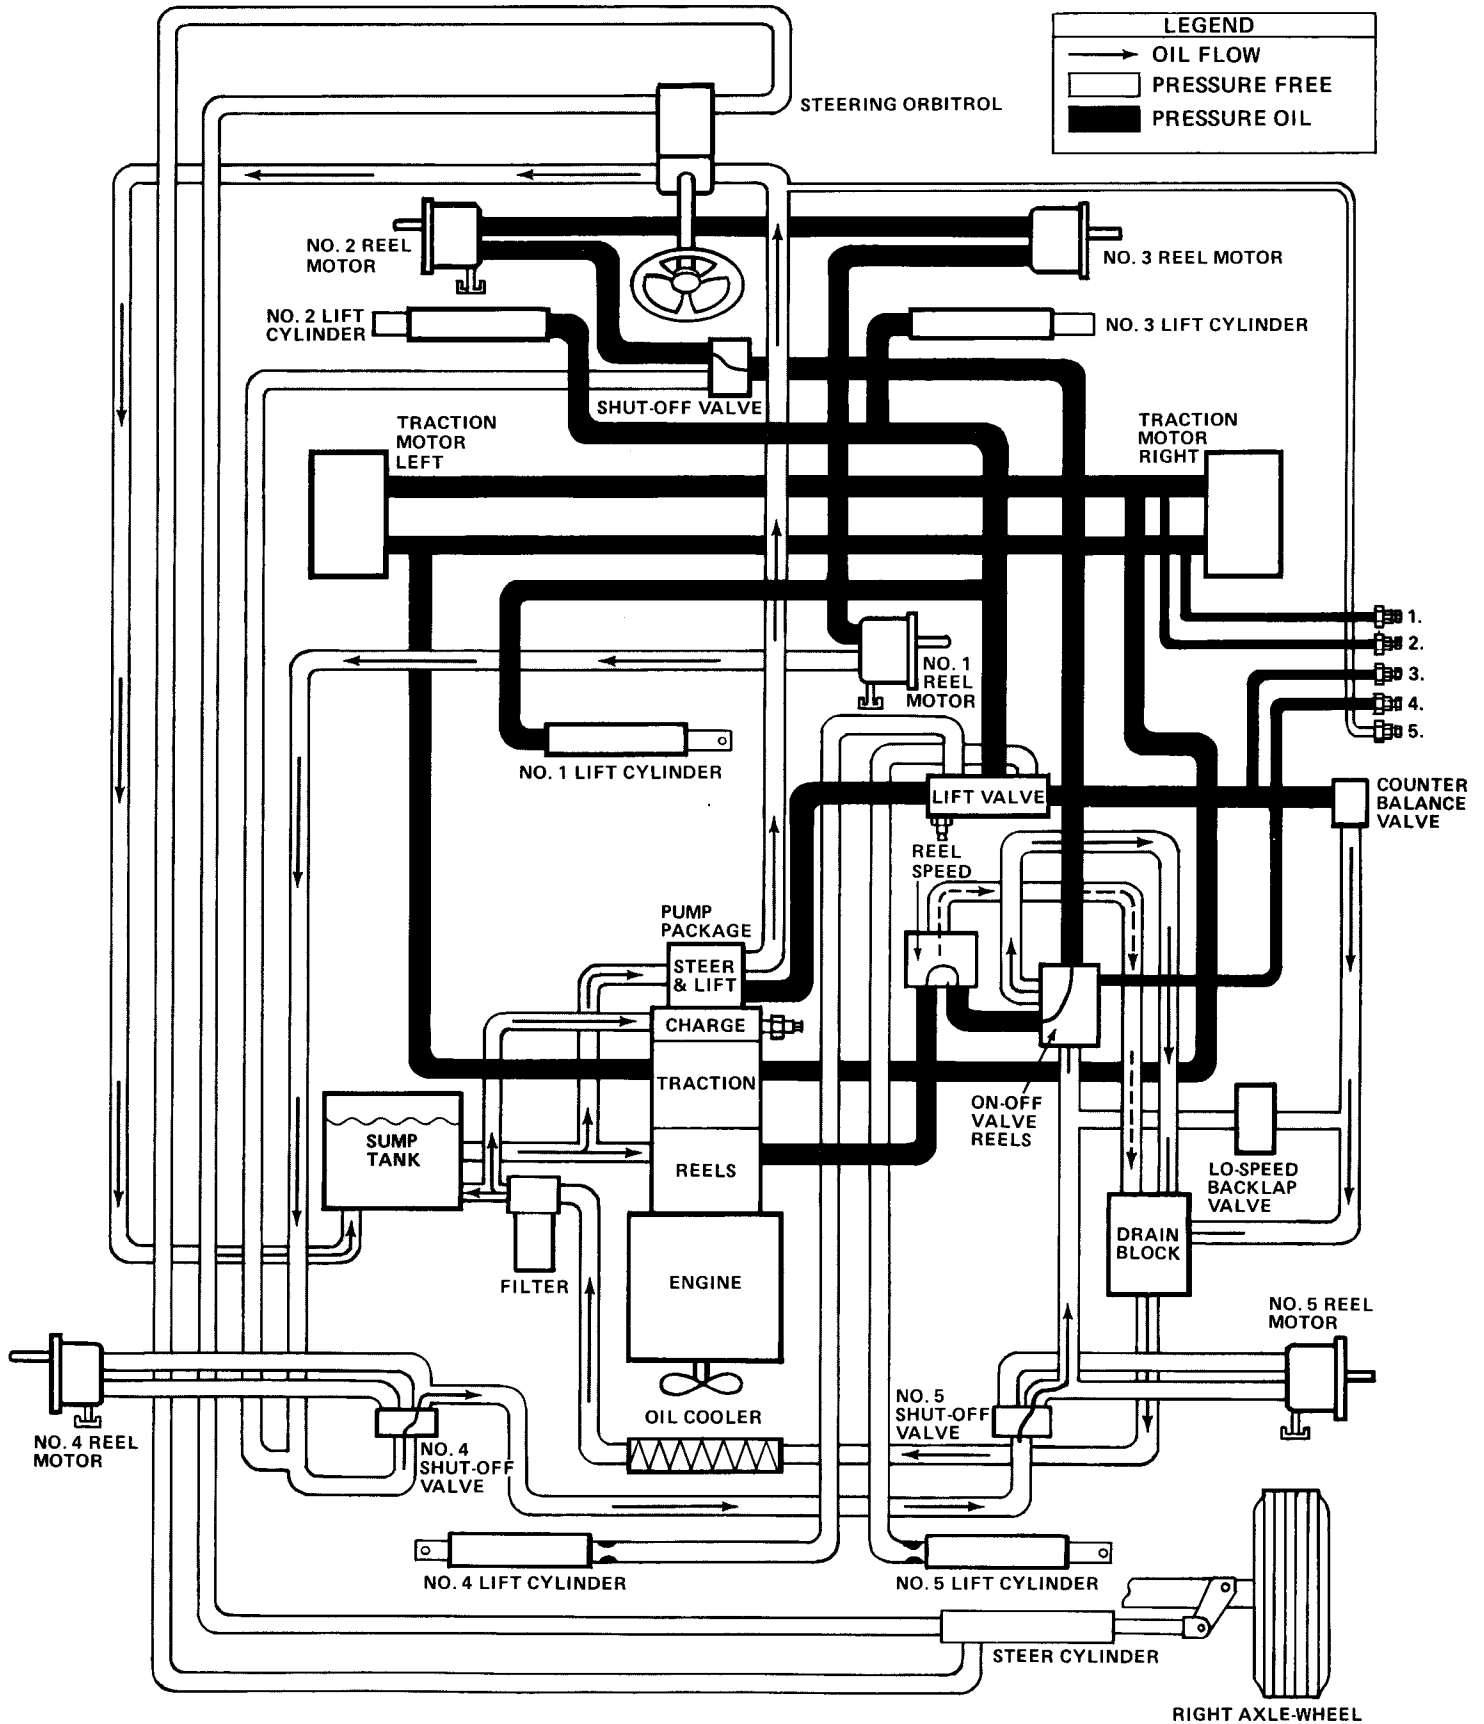 LEGEND
OIL FLOW
PRESSURE FREE
PRESSURE OIL
STEERING ORBITROL
NO. 2 REEL
MOTOR
NO. 3 REEL MOTOR
NO. 2 LIFT
CYLINDER
NO. 3 LIFT CYLINDER
SHUT-OFF VALVE
TRACTION
MOTOR
LEFT
TRACTION
MOTOR
RIGHT
1.
2.
3.
4.
5.
NO. 1
REEL
MOTOR
NO. 1 LIFT CYLINDER
LIFT VALVE
COUNTER
BALANCE
VALVE
REEL
SPEED
PUMP
PACKAGE
STEER
& LIFT
CHARGE
TRACTION
REELS
ON-OFF
VALVE
REELS
SUMP
TANK
LO-SPEED
BACKLAP
VALVE
DRAIN
BLOCK
FILTER
ENGINE
NO. 5 REEL
MOTOR
OIL COOLER
NO. 5
SHUT-OFF
VALVE
NO. 4 REEL
MOTOR
NO. 4
SHUT-OFF
VALVE
NO. 4 LIFT CYLINDER
NO. 5 LIFT CYLINDER
STEER CYLINDER
RIGHT AXLE-WHEEL